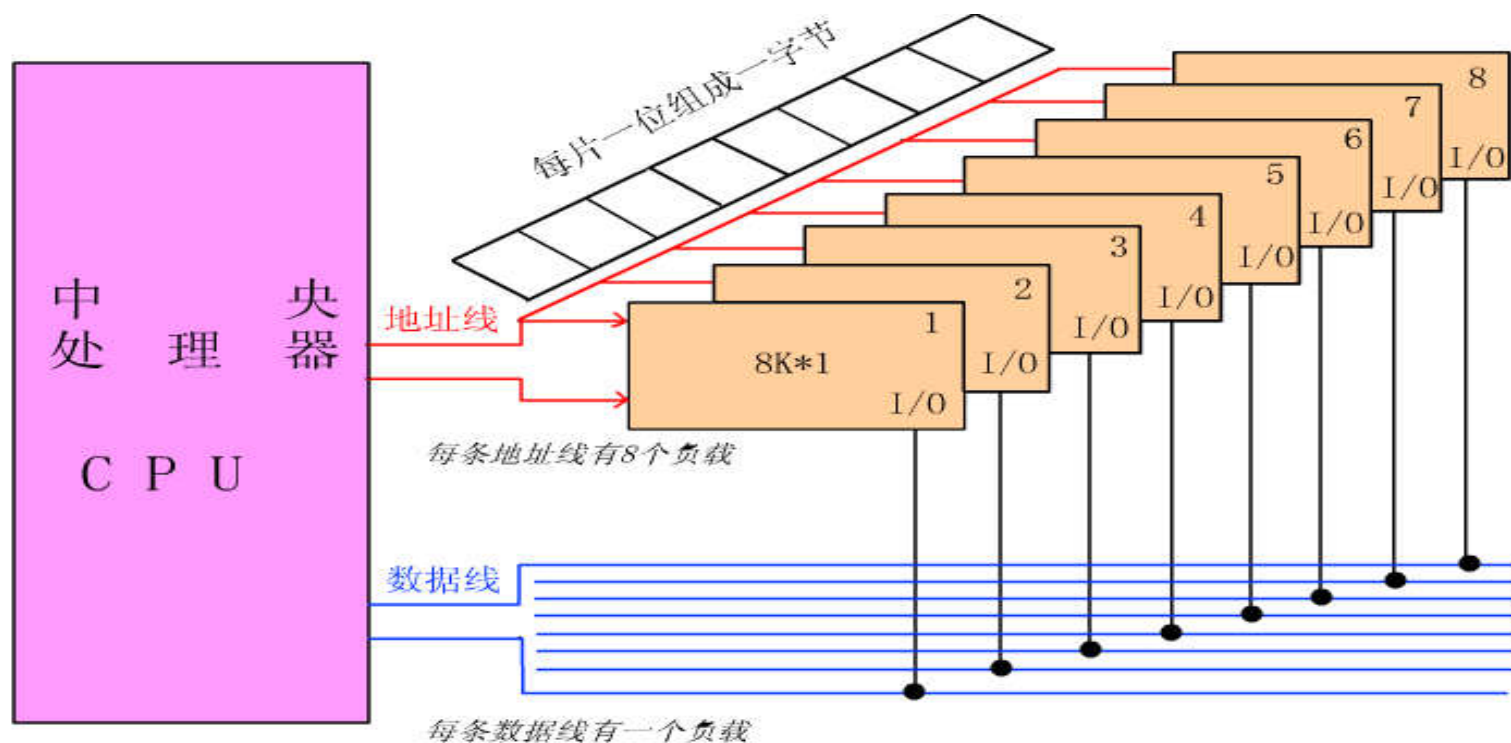 每片一位组成一字节
中 央
处 理 器
C P U
地址线
每条地址线有8个负载
数据线
每条数据线有一个负载
8
I/O
7
I/O
6
I/O
5
I/O
4
I/O
3
I/O
2
I/O
1
8K*1
I/O